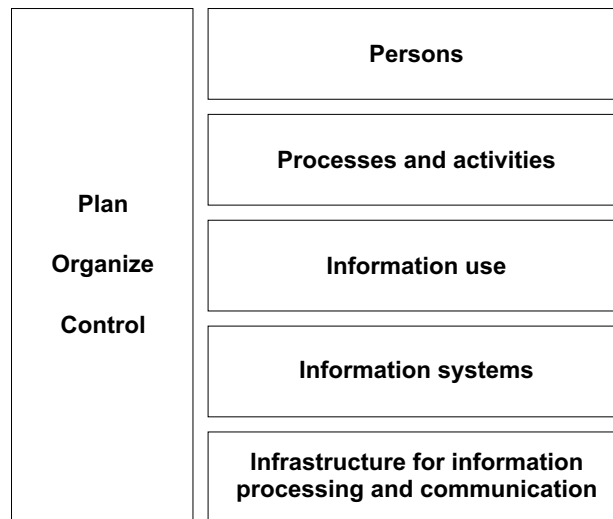 Plan
Organize
Control
Persons
Processes and activities
Information use
Information systems
Infrastructure for information
processing and communication